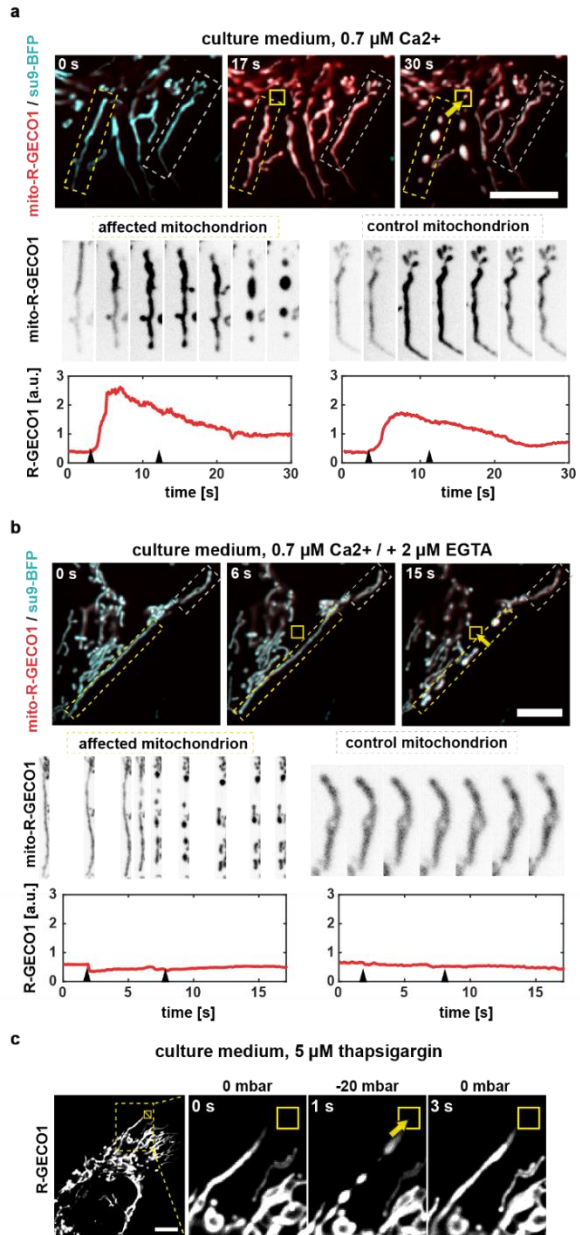 a
culture medium, 0.7 µM Ca2+
mito-R-GECO1 / su9-BFP
0 s
17 s
30 s
affected mitochondrion
control mitochondrion
mito-R-GECO1
R-GECO1 [a.u.]
3
2
1
0
0
10
20
30
time [s]
3
2
1
0
0
10
20
30
time [s]
b
culture medium, 0.7 µM Ca2+ / + 2 µM EGTA
mito-R-GECO1 / su9-BFP
0 s
6 s
15 s
affected mitochondrion
control mitochondrion
mito-R-GECO1
R-GECO1 [a.u.]
3
2
1
0
0
5
10
15
time [s]
3
2
1
0
0
5
10
15
time [s]
c
culture medium, 5 µM thapsigargin
0 mbar
-20 mbar
0 mbar
R-GECO1
0 s
1 s
3 s